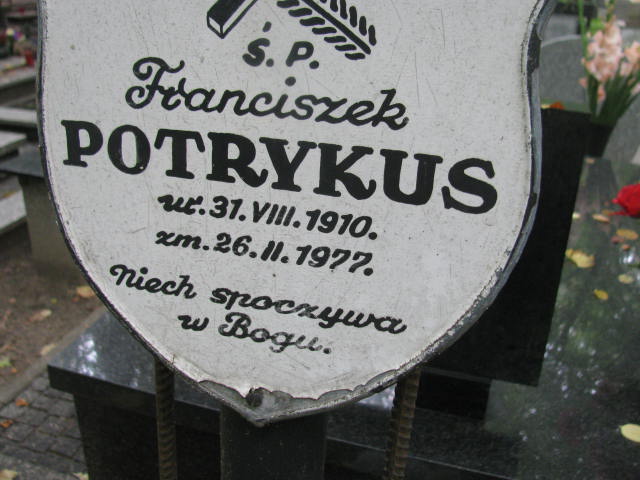 Ś.P.
Franciszek
POTRYKUS
ur.31.VIII.1910.
zm.26.II.1977.
Niech spoczywa
w Bogu.